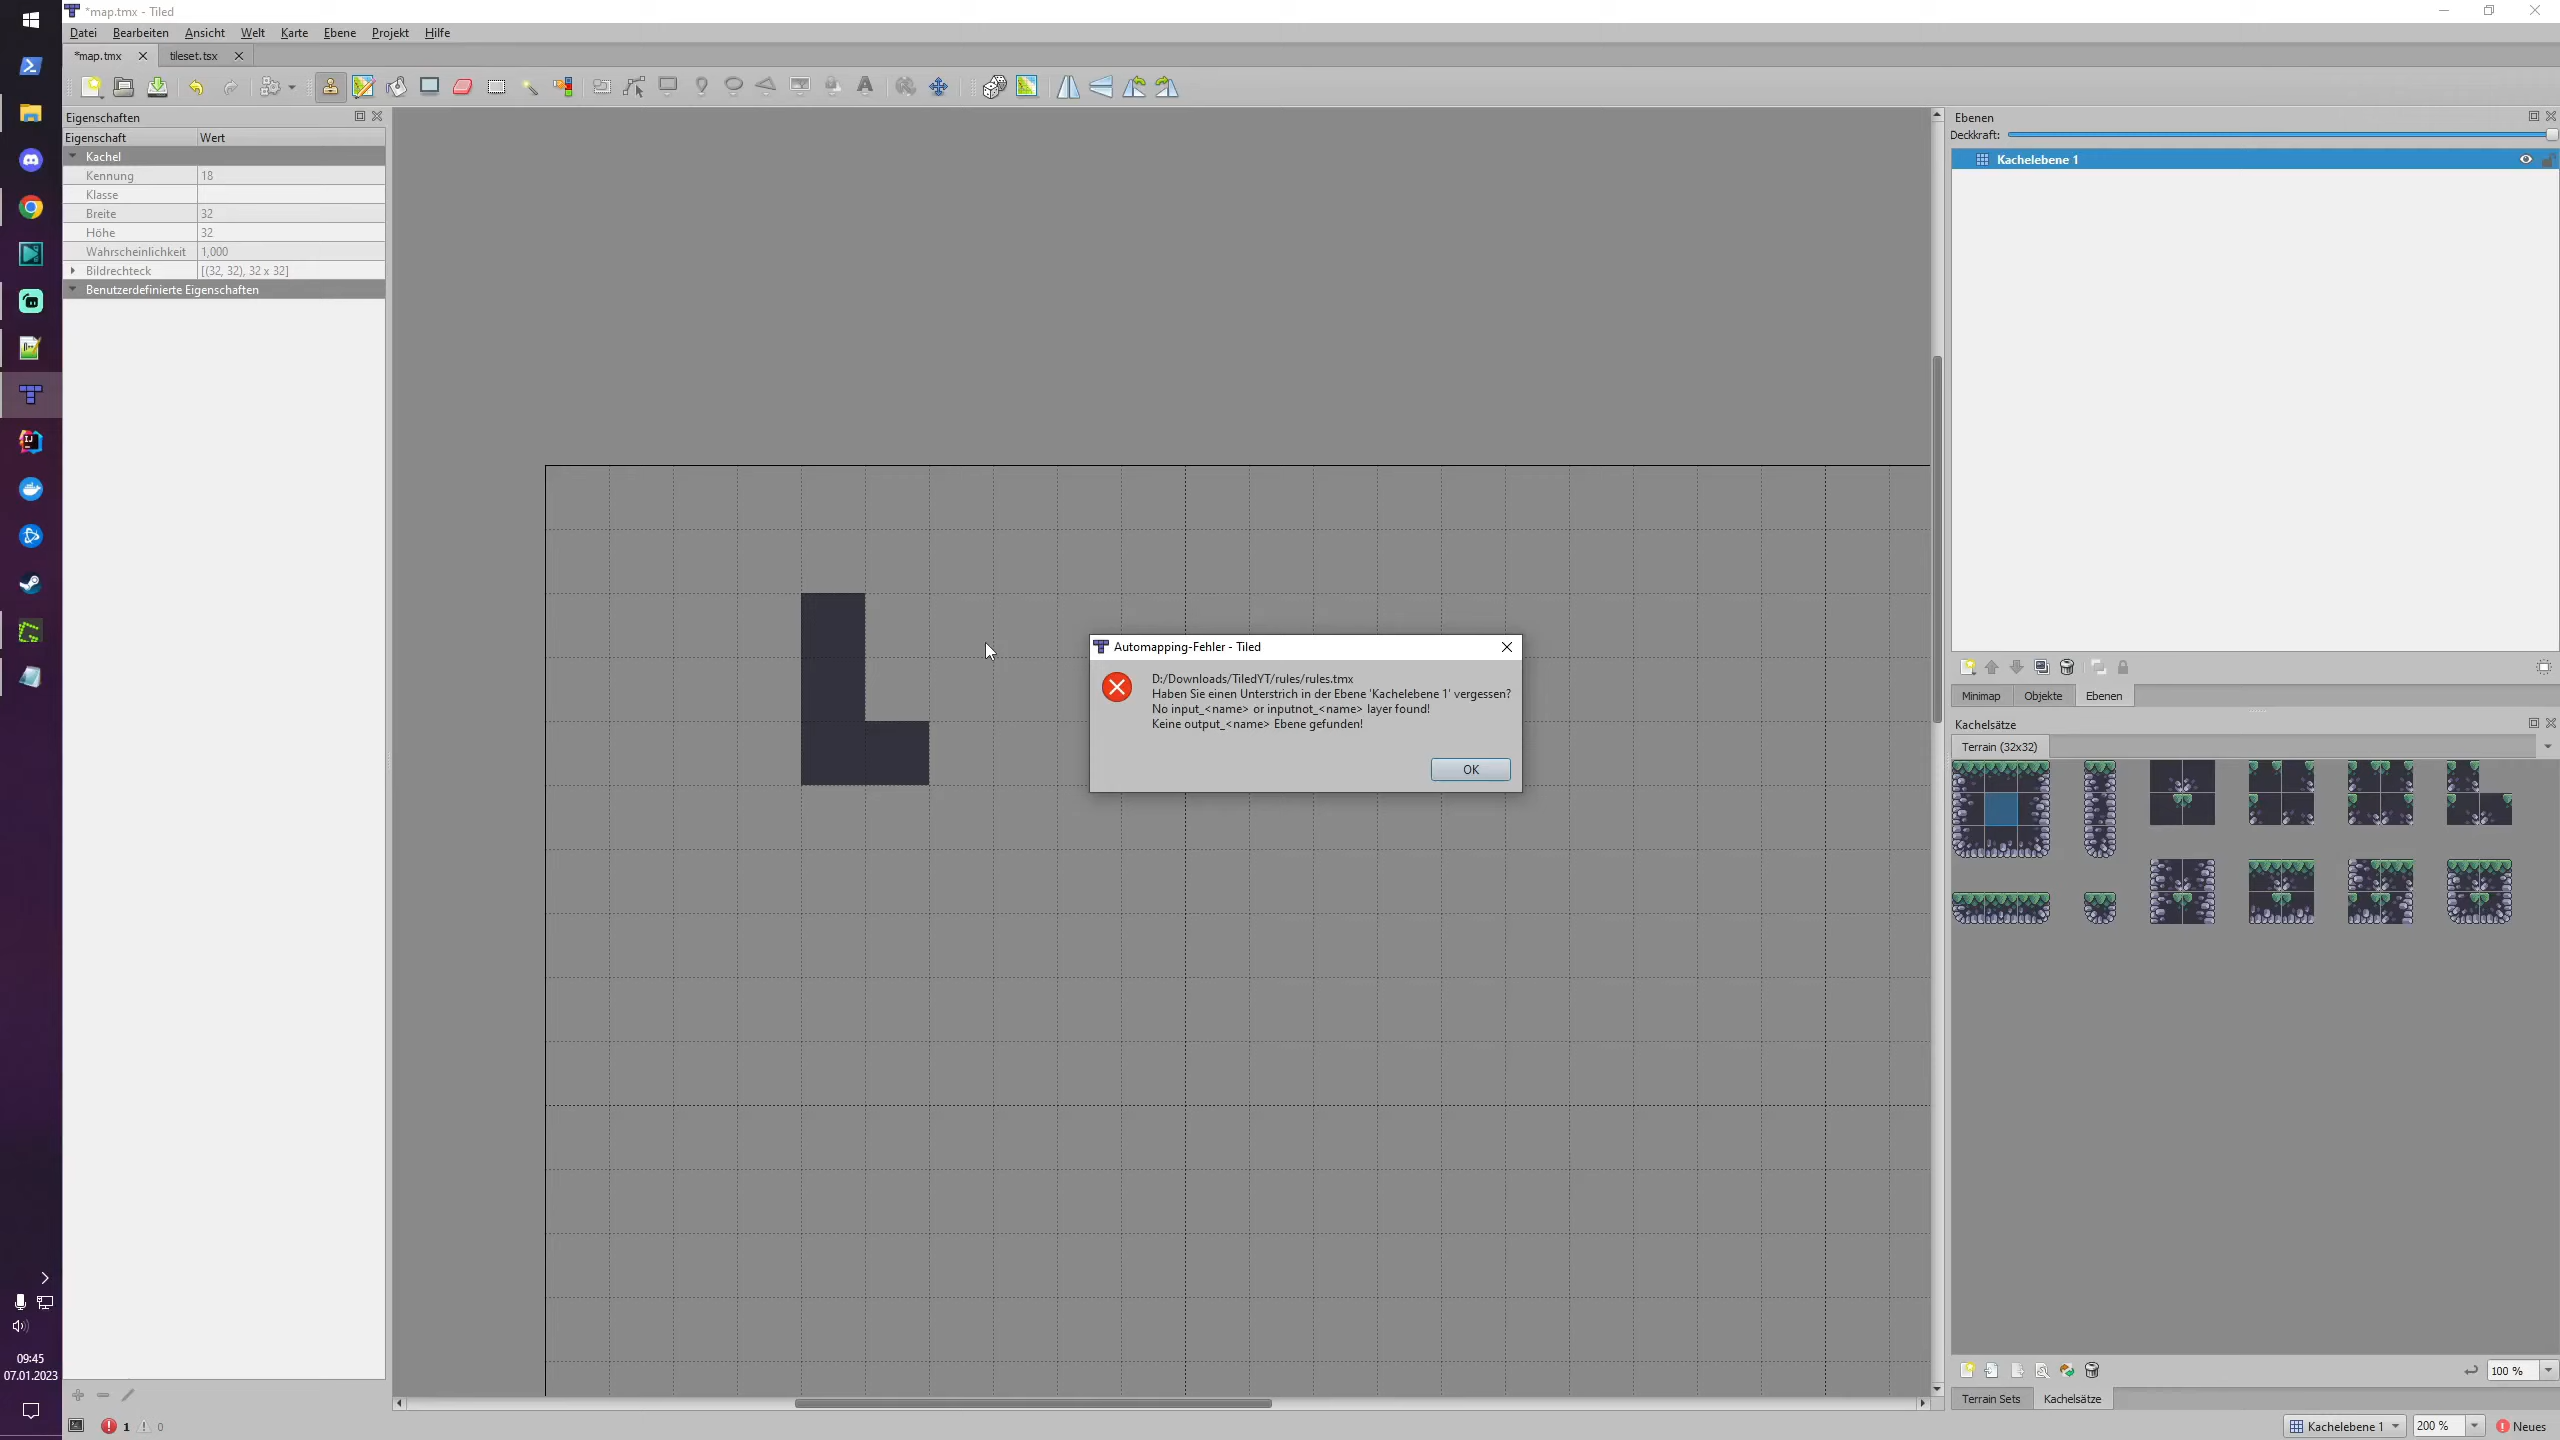 *map.tmx - Tiled
Datei Bearbeiten Ansicht Welt Karte Ebene Projekt Hilfe
*map.tmx tileset.tsx
Eigenschaften
Eigenschaft Wert
Kachel
Kennung 18
Klasse
Breite 32
Höhe 32
Wahrscheinlichkeit 1,000
Bildrechteck [(32, 32), 32 x 32]
Benutzerdefinierte Eigenschaften
Automapping-Fehler - Tiled
D:/Downloads/TiledYT/rules/rules.tmx
Haben Sie einen Unterstrich in der Ebene 'Kachelebene 1' vergessen?
No input_<name> or inputnot_<name> layer found!
Keine output_<name> Ebene gefunden!
OK
Ebenen
Deckkraft:
Kachelebene 1
Minimap Objekte Ebenen
Kachelsätze
Terrain (32x32)
100 %
Terrain Sets Kachelsätze
09:45
07.01.2023
1 0
Kachelebene 1 200 % Neues